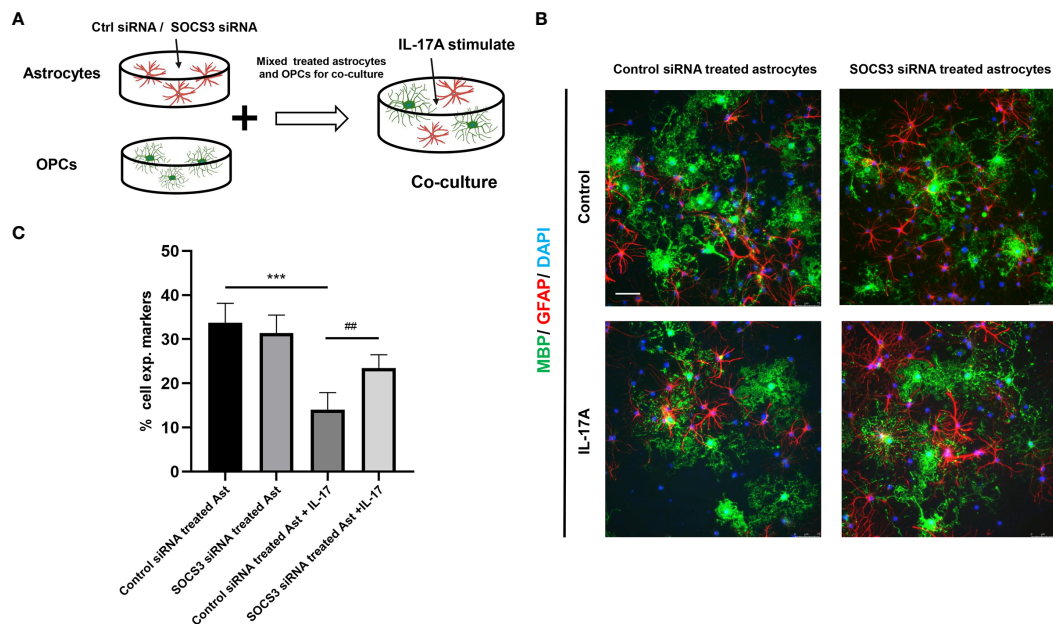 A
Ctrl siRNA / SOCS3 siRNA
Astrocytes
OPCs
Mixed treated astrocytes
and OPCs for co-culture
IL-17A stimulate
Co-culture
B
Control siRNA treated astrocytes
SOCS3 siRNA treated astrocytes
Control
IL-17A
MBP/ GFAP/ DAPI
C
% cell exp. markers
50
40
30
20
10
0
***
##
Control siRNA treated Ast
SOCS3 siRNA treated Ast
Control siRNA treated Ast + IL-17
SOCS3 siRNA treated Ast +IL-17